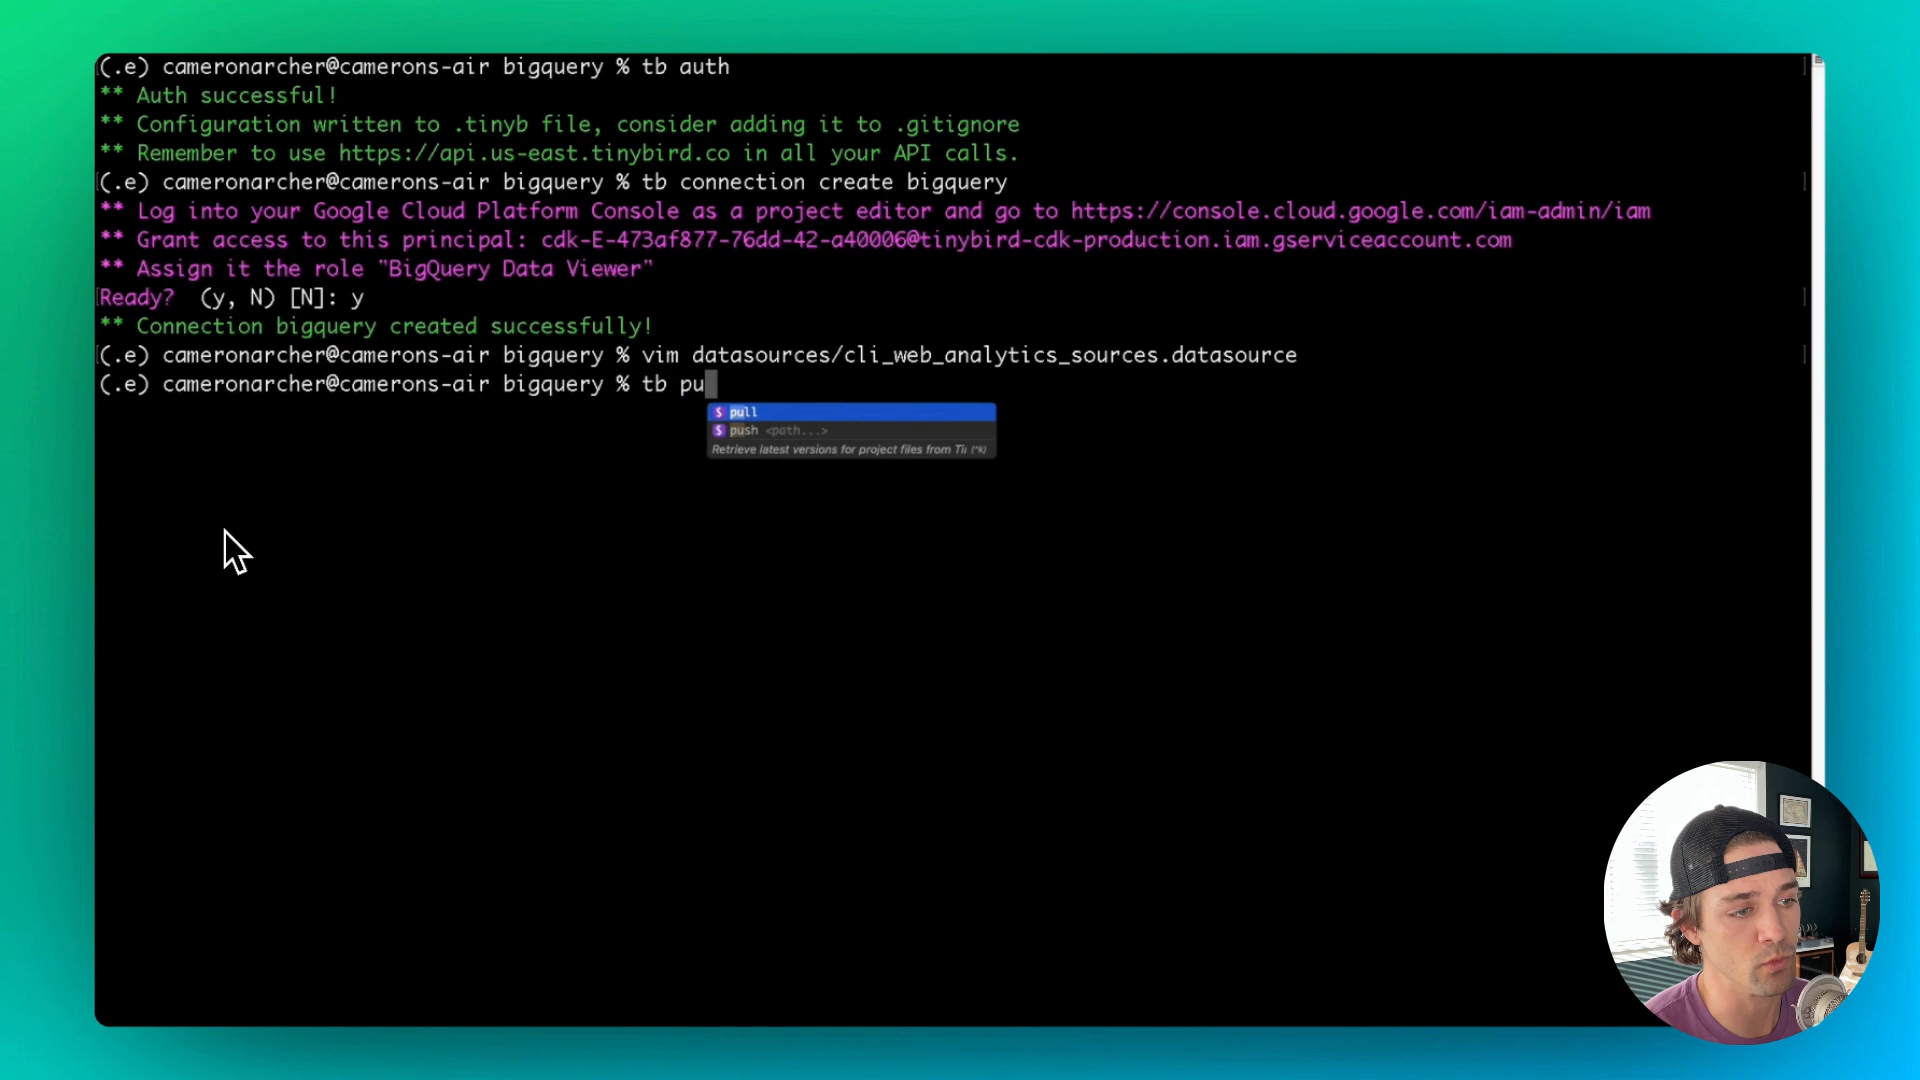 (.e) cameronarcher@camerons-air bigquery % tb auth
** Auth successful!
** Configuration written to .tinyb file, consider adding it to .gitignore
** Remember to use https://api.us-east.tinybird.co in all your API calls.
(.e) cameronarcher@camerons-air bigquery % tb connection create bigquery
** Log into your Google Cloud Platform Console as a project editor and go to https://console.cloud.google.com/iam-admin/iam
** Grant access to this principal: cdk-E-473af877-76dd-42-a40006@tinybird-cdk-production.iam.gserviceaccount.com
** Assign it the role "BigQuery Data Viewer"
Ready? (y, N) [N]: y
** Connection bigquery created successfully!
(.e) cameronarcher@camerons-air bigquery % vim datasources/cli_web_analytics_sources.datasource
(.e) cameronarcher@camerons-air bigquery % tb pu
$ pull
$ push <path...>
Retrieve latest versions for project files from Ti (^k)